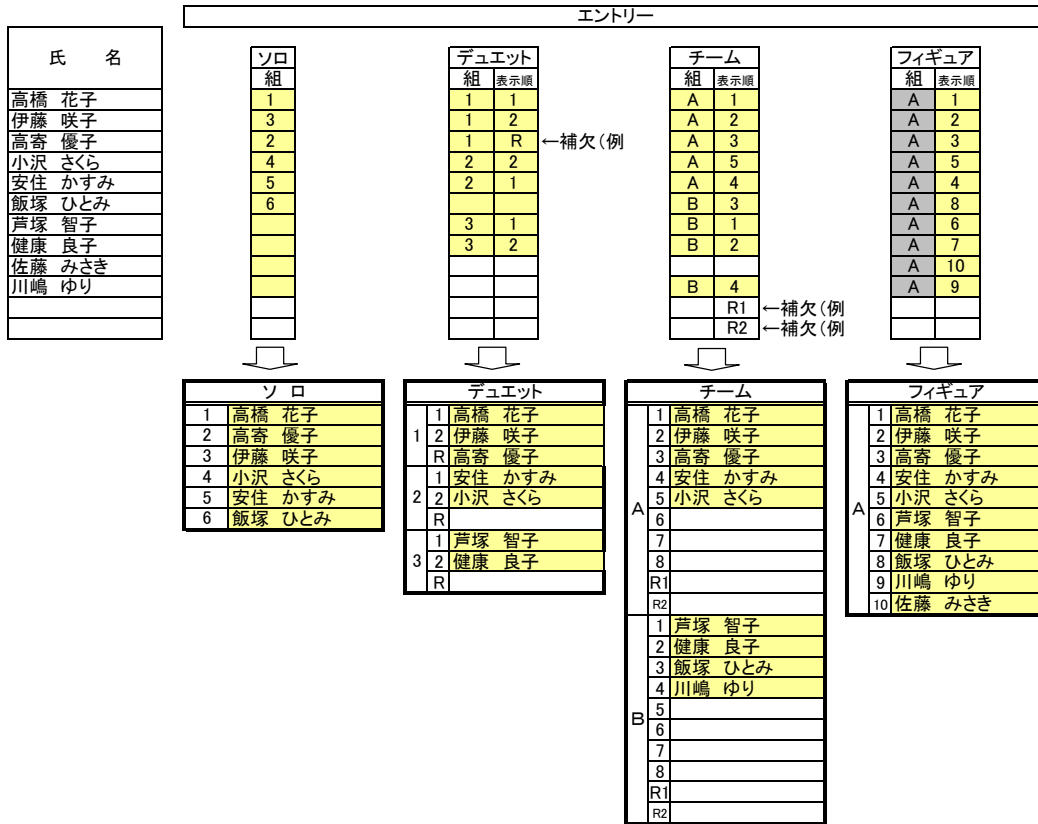 エントリー
氏 名 ソロ デュエット チーム フィギュア
組 組 表示順 組 表示順 組 表示順
高橋 花子 1 1 1 A 1 A 1
伊藤 咲子 3 1 2 A 2 A 2
高寄 優子 2 1 R ←補欠(例 A 3 A 3
小沢 さくら 4 2 2 A 5 A 5
安住 かすみ 5 2 1 A 4 A 4
飯塚 ひとみ 6 B 3 A 8
芦塚 智子 3 1 B 1 A 6
健康 良子 3 2 B 2 A 7
佐藤 みさき A 10
川嶋 ゆり B 4 A 9
R1 ←補欠(例
R2 ←補欠(例
ソ ロ
1 高橋 花子
2 高寄 優子
3 伊藤 咲子
4 小沢 さくら
5 安住 かすみ
6 飯塚 ひとみ
デュエット
1 1 高橋 花子
2 伊藤 咲子
R 高寄 優子
2 1 安住 かすみ
2 小沢 さくら
R
3 1 芦塚 智子
2 健康 良子
R
チーム
A 1 高橋 花子
2 伊藤 咲子
3 高寄 優子
4 安住 かすみ
5 小沢 さくら
6
7
8
R1
R2
B 1 芦塚 智子
2 健康 良子
3 飯塚 ひとみ
4 川嶋 ゆり
5
6
7
8
R1
R2
フィギュア
A 1 高橋 花子
2 伊藤 咲子
3 高寄 優子
4 安住 かすみ
5 小沢 さくら
6 芦塚 智子
7 健康 良子
8 飯塚 ひとみ
9 川嶋 ゆり
10 佐藤 みさき